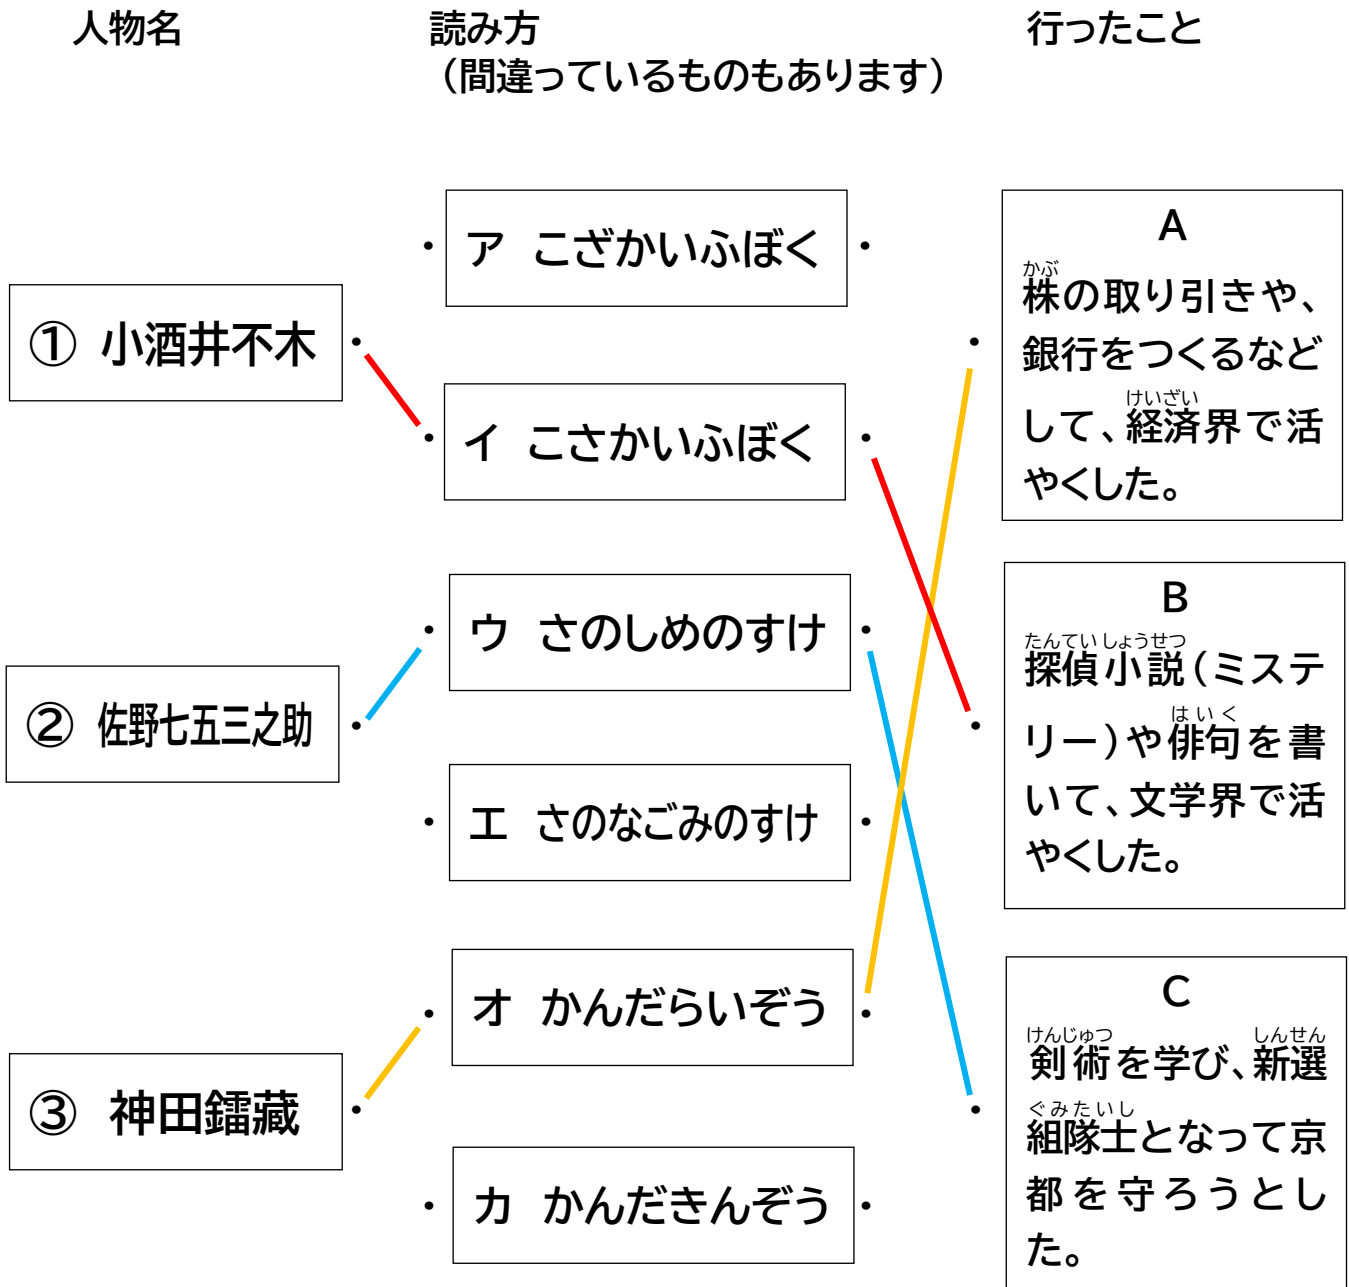 人物名
読み方
（間違っているものもあります）
行ったこと
① 小酒井不木
② 佐野七五三之助
③ 神田鐳藏
・ ア こざかいふぼく ・
・ イ こさかいふぼく ・
・ ウ さのしめのすけ ・
・ エ さのなごみのすけ ・
・ オ かんだらいぞう ・
・ カ かんだきんぞう ・
A
かぶ
株の取り引きや、
銀行をつくるなど
けいざい
して、経済界で活
やくした。
B
たんていしょうせつ
探偵小説（ミステ
はいく
リー）や俳句を書
いて、文学界で活
やくした。
C
けんじゅつ しんせん
剣術を学び、新選
ぐみたいし
組隊士となって京
都を守ろうとし
た。